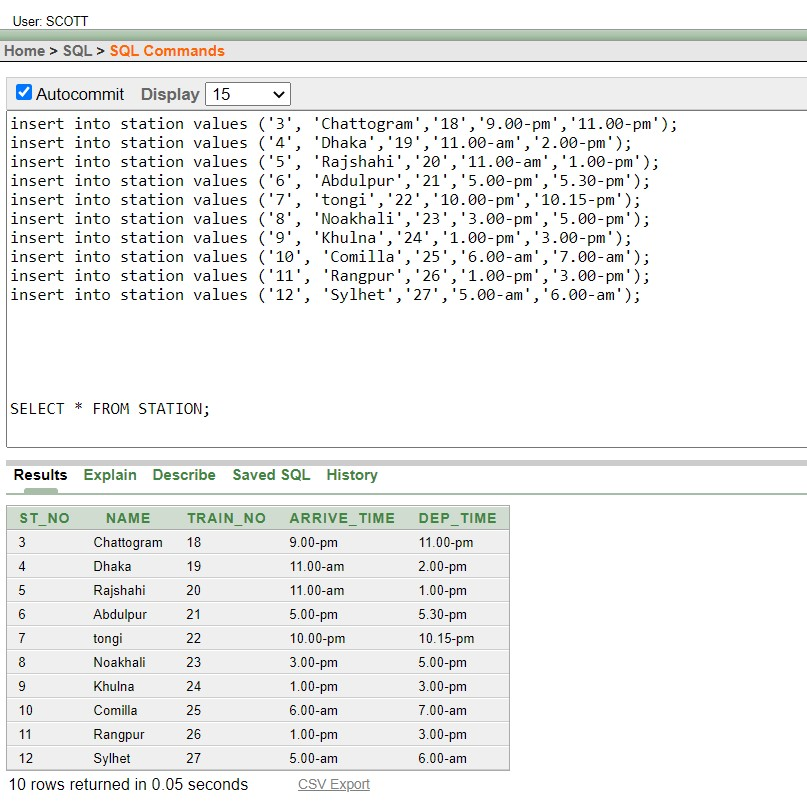 User: SCOTT
Home > SQL > SQL Commands
Autocommit Display 15
insert into station values ('3', 'Chattogram','18','9.00-pm','11.00-pm');
insert into station values ('4', 'Dhaka','19','11.00-am','2.00-pm');
insert into station values ('5', 'Rajshahi','20','11.00-am','1.00-pm');
insert into station values ('6', 'Abdulpur','21','5.00-pm','5.30-pm');
insert into station values ('7', 'tongi','22','10.00-pm','10.15-pm');
insert into station values ('8', 'Noakhali','23','3.00-pm','5.00-pm');
insert into station values ('9', 'Khulna','24','1.00-pm','3.00-pm');
insert into station values ('10', 'Comilla','25','6.00-am','7.00-am');
insert into station values ('11', 'Rangpur','26','1.00-pm','3.00-pm');
insert into station values ('12', 'Sylhet','27','5.00-am','6.00-am');
SELECT * FROM STATION;
Results Explain Describe Saved SQL History
ST_NO NAME TRAIN_NO ARRIVE_TIME DEP_TIME
3 Chattogram 18 9.00-pm 11.00-pm
4 Dhaka 19 11.00-am 2.00-pm
5 Rajshahi 20 11.00-am 1.00-pm
6 Abdulpur 21 5.00-pm 5.30-pm
7 tongi 22 10.00-pm 10.15-pm
8 Noakhali 23 3.00-pm 5.00-pm
9 Khulna 24 1.00-pm 3.00-pm
10 Comilla 25 6.00-am 7.00-am
11 Rangpur 26 1.00-pm 3.00-pm
12 Sylhet 27 5.00-am 6.00-am
10 rows returned in 0.05 seconds CSV Export